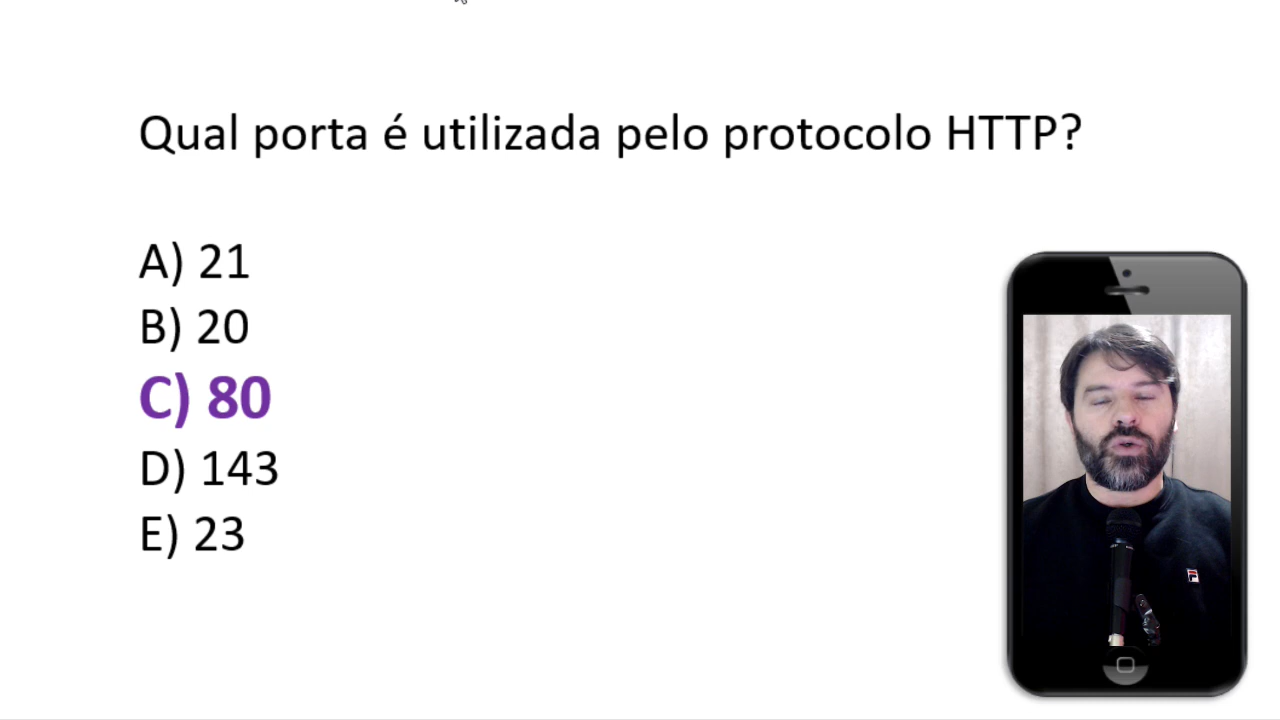 Qual porta é utilizada pelo protocolo HTTP?
A) 21
B) 20
C) 80
D) 143
E) 23